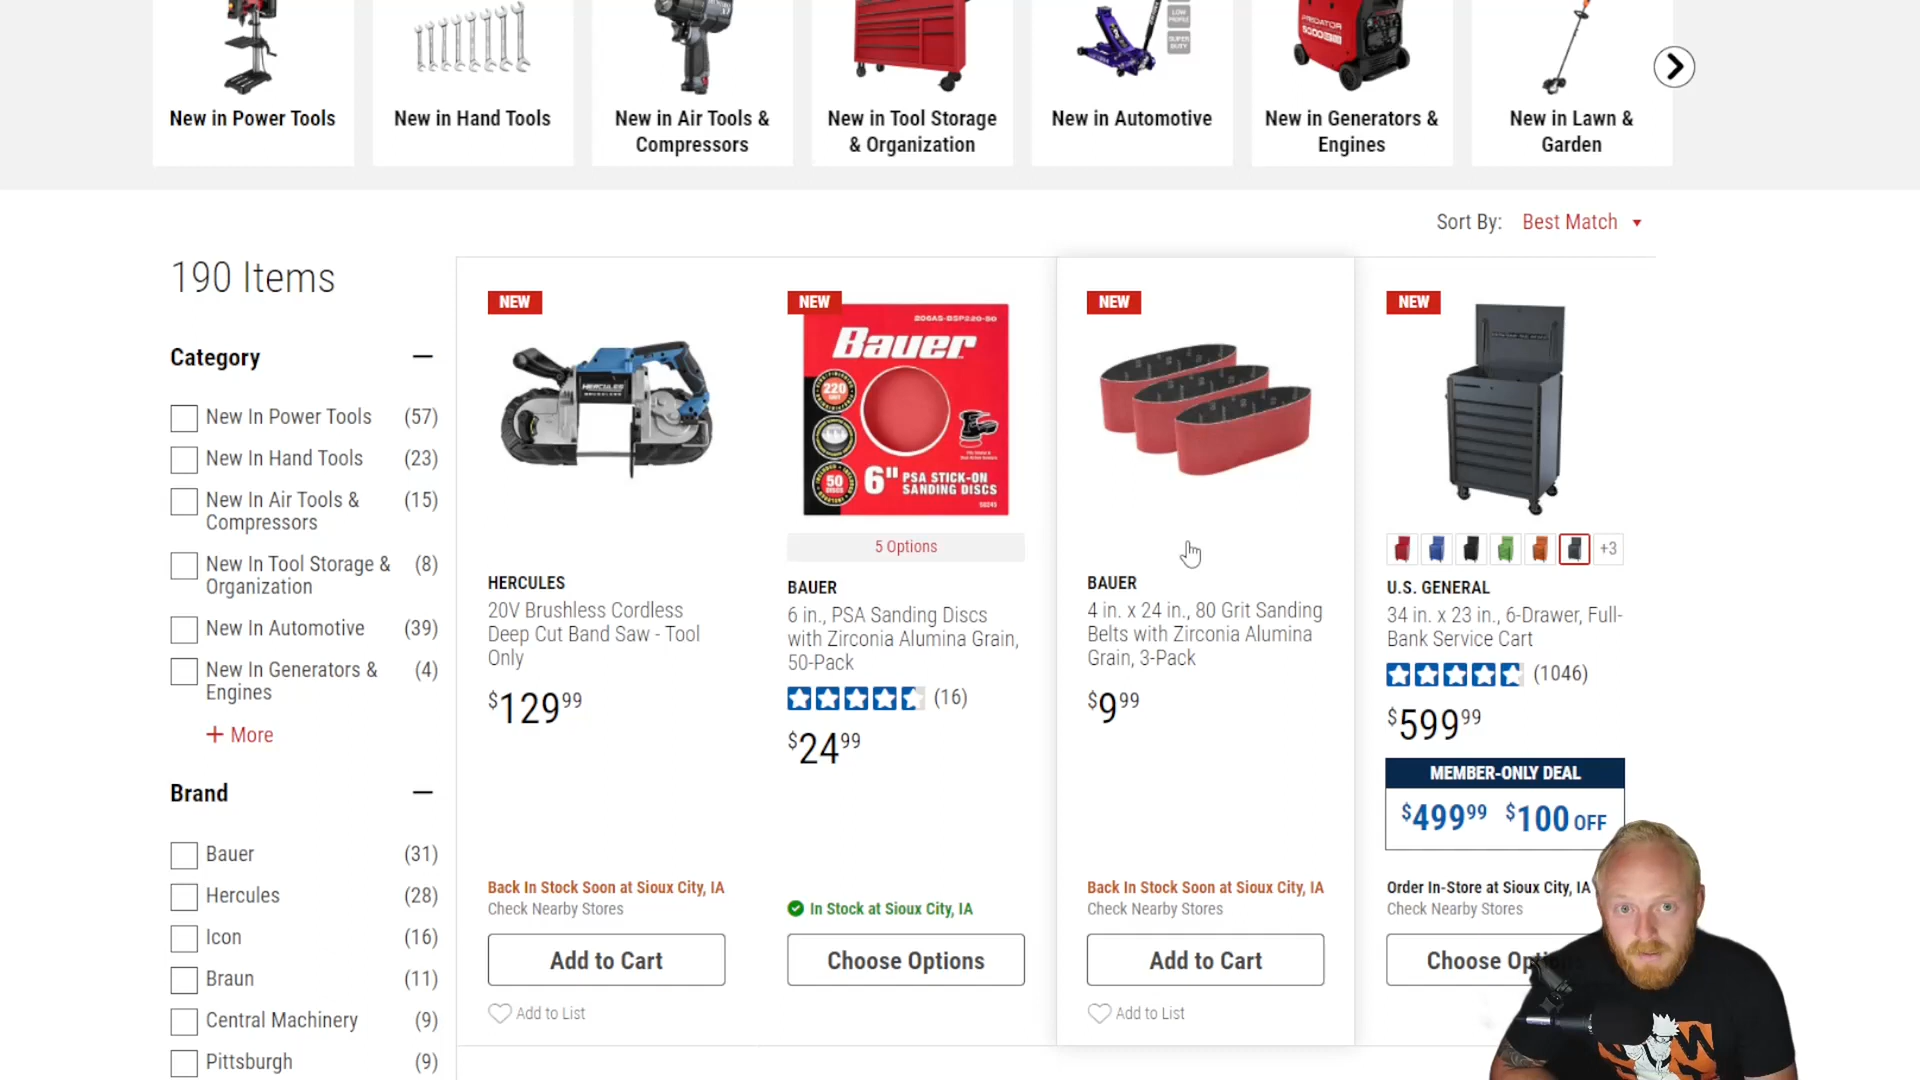 LOW PROFILE
SUPER DUTY
PREDATOR
5000
New in Power Tools
New in Hand Tools
New in Air Tools &
Compressors
New in Tool Storage
& Organization
New in Automotive
New in Generators &
Engines
New in Lawn &
Garden
Sort By: Best Match
190 Items
Category
New In Power Tools (57)
New In Hand Tools (23)
New In Air Tools & (15)
Compressors
New In Tool Storage & (8)
Organization
New In Automotive (39)
New In Generators & (4)
Engines
+ More
Brand
Bauer (31)
Hercules (28)
Icon (16)
Braun (11)
Central Machinery (9)
Pittsburgh (9)
NEW
HERCULES
HERCULES
20V Brushless Cordless
Deep Cut Band Saw - Tool
Only
$129 99
Back In Stock Soon at Sioux City, IA
Check Nearby Stores
Add to Cart
Add to List
NEW
Bauer
220
50
6" PSA STICK-ON
SANDING DISCS
5 Options
BAUER
6 in., PSA Sanding Discs
with Zirconia Alumina Grain,
50-Pack
(16)
$24 99
In Stock at Sioux City, IA
Choose Options
NEW
BAUER
4 in. x 24 in., 80 Grit Sanding
Belts with Zirconia Alumina
Grain, 3-Pack
$9 99
Back In Stock Soon at Sioux City, IA
Check Nearby Stores
Add to Cart
Add to List
NEW
+3
U.S. GENERAL
34 in. x 23 in., 6-Drawer, Full-
Bank Service Cart
(1046)
$599 99
MEMBER-ONLY DEAL
$499 99 $100 OFF
Order In-Store at Sioux City, IA
Check Nearby Stores
Choose